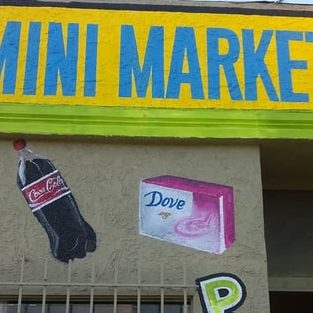 MINI MARKET
Coca-Cola
Dove
P